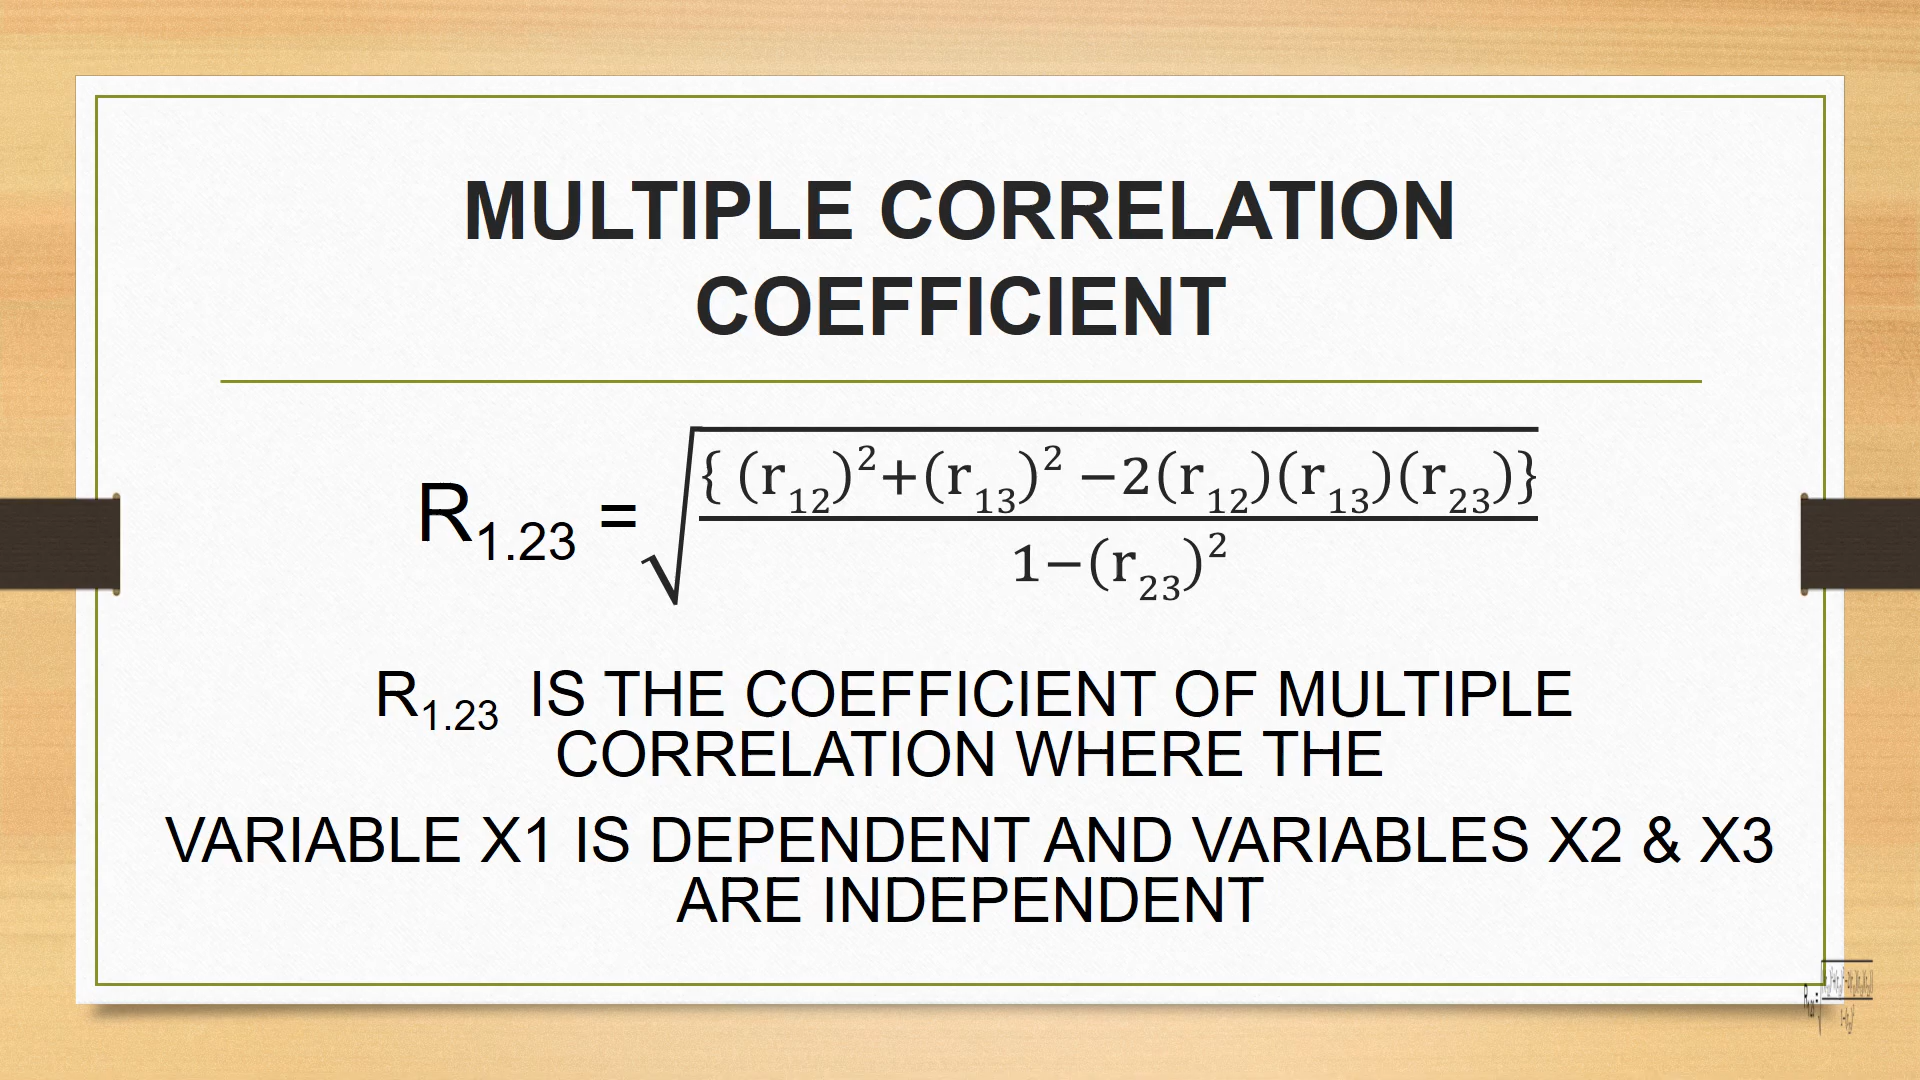 MULTIPLE CORRELATION
COEFFICIENT
R₁.₂₃ = √{ (r₁₂)²+(r₁₃)² −2(r₁₂)(r₁₃)(r₂₃)}
1−(r₂₃)²
R₁.₂₃ IS THE COEFFICIENT OF MULTIPLE
CORRELATION WHERE THE
VARIABLE X1 IS DEPENDENT AND VARIABLES X2 & X3
ARE INDEPENDENT